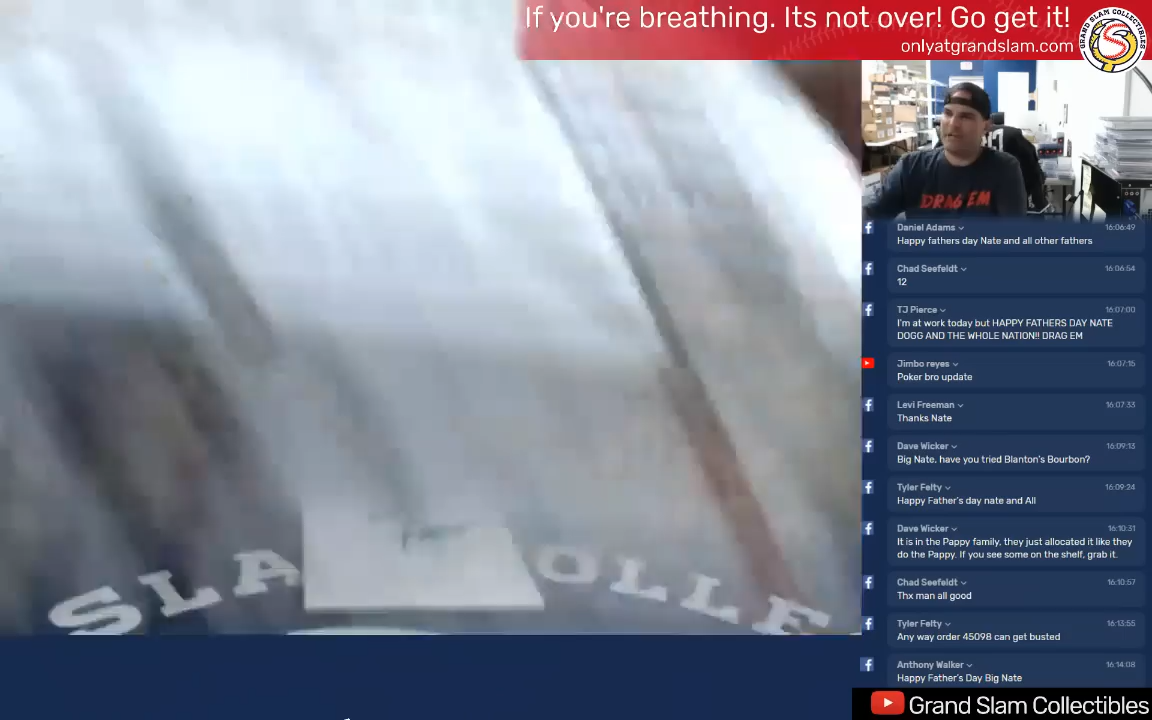 If you're breathing. Its not over! Go get it!
onlyatgrandslam.com
GRAND SLAM COLLECTIBLES
S
DRAG EM
Daniel Adams 16:06:49
Happy fathers day Nate and all other fathers
Chad Seefeldt 16:06:54
12
TJ Pierce 16:07:00
I'm at work today but HAPPY FATHERS DAY NATE
DOGG AND THE WHOLE NATION!! DRAG EM
Jimbo reyes 16:07:15
Poker bro update
Levi Freeman 16:07:33
Thanks Nate
Dave Wicker 16:09:13
Big Nate, have you tried Blanton's Bourbon?
Tyler Felty 16:09:24
Happy Father's day nate and All
Dave Wicker 16:10:31
It is in the Pappy family, they just allocated it like they
do the Pappy. If you see some on the shelf, grab it.
Chad Seefeldt 16:10:57
Thx man all good
Tyler Felty 16:13:55
Any way order 45098 can get busted
Anthony Walker 16:14:08
Happy Father's Day Big Nate
SLA OLLE
Grand Slam Collectibles